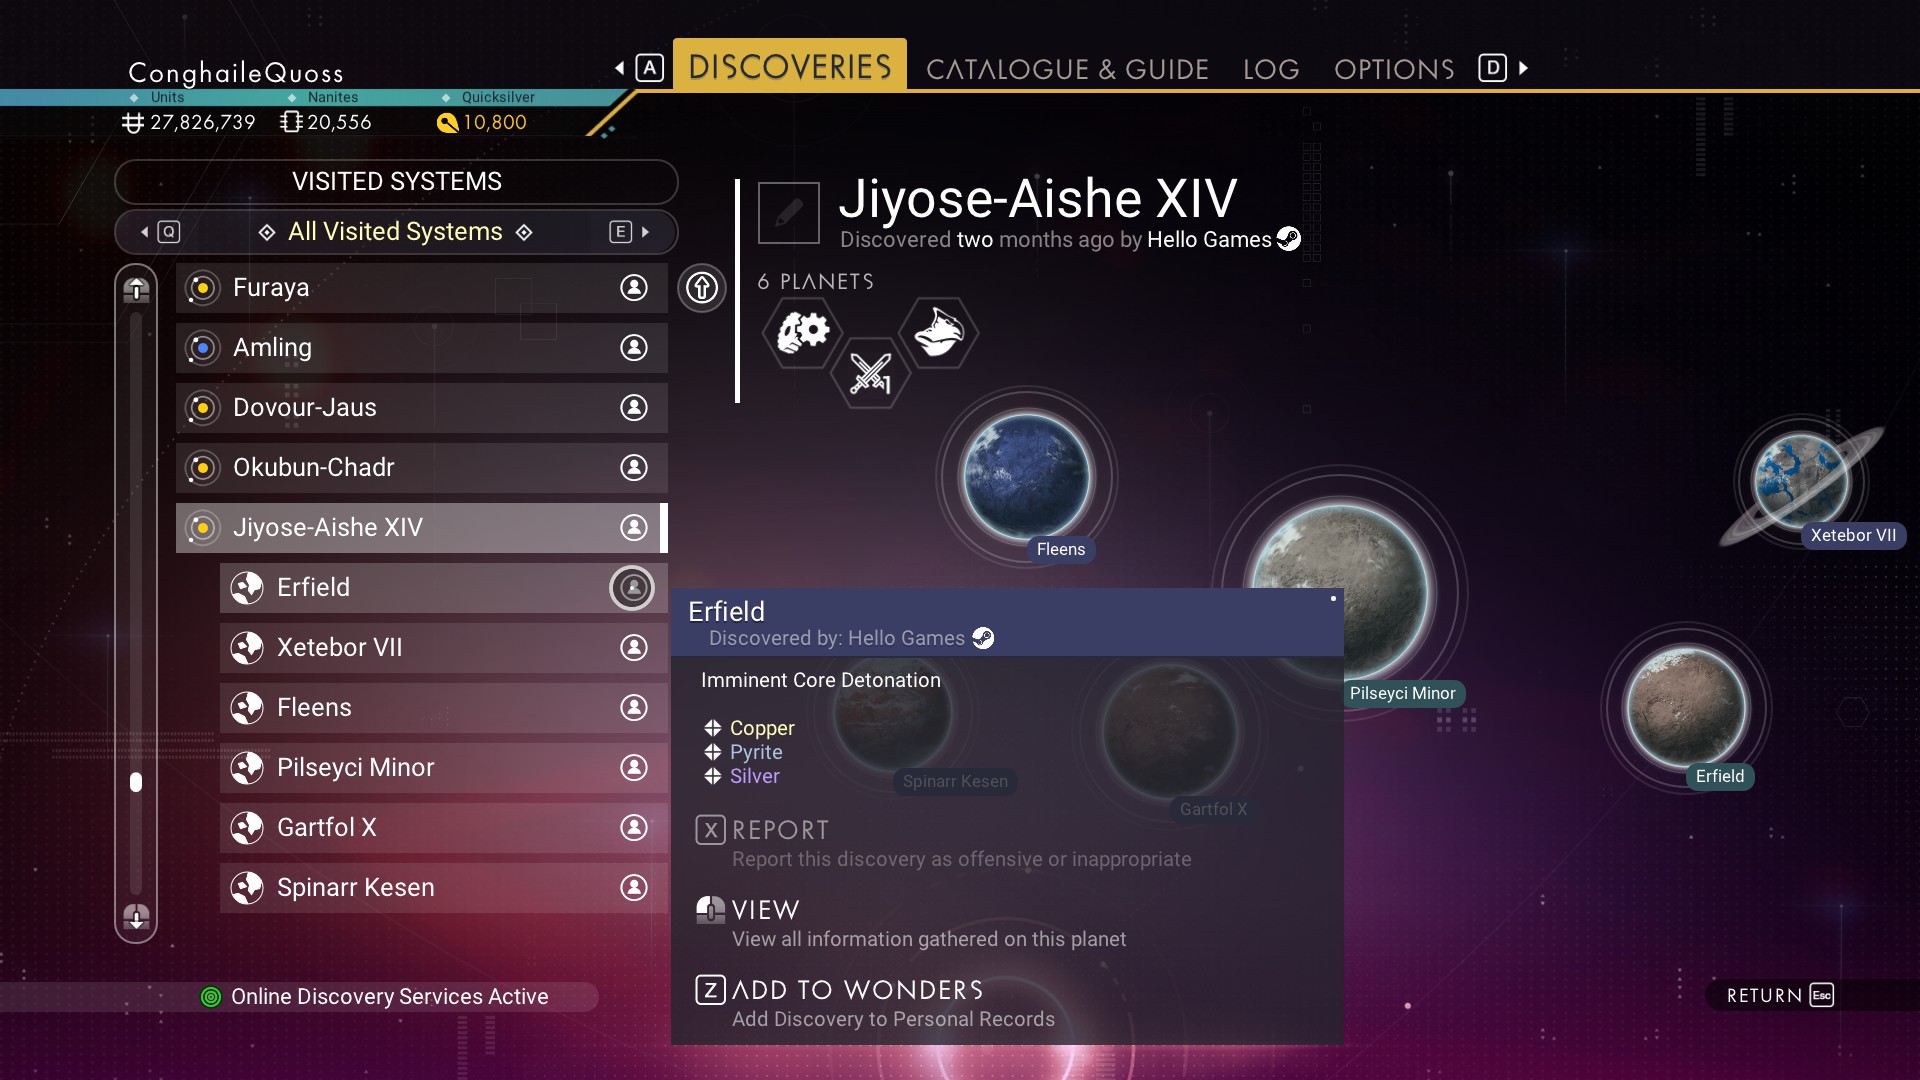 ConghaileQuoss
Units
Nanites
Quicksilver
27,826,739
20,556
10,800
A
DISCOVERIES
CATALOGUE & GUIDE
LOG
OPTIONS
D
VISITED SYSTEMS
Q
All Visited Systems
E
Furaya
Amling
Dovour-Jaus
Okubun-Chadr
Jiyose-Aishe XIV
Erfield
Xetebor VII
Fleens
Pilseyci Minor
Gartfol X
Spinarr Kesen
Online Discovery Services Active
Jiyose-Aishe XIV
Discovered two months ago by Hello Games
6 PLANETS
1
Fleens
Xetebor VII
Pilseyci Minor
Erfield
Spinarr Kesen
Gartfol X
Erfield
Discovered by: Hello Games
Imminent Core Detonation
Copper
Pyrite
Silver
X REPORT
Report this discovery as offensive or inappropriate
VIEW
View all information gathered on this planet
Z ADD TO WONDERS
Add Discovery to Personal Records
RETURN Esc